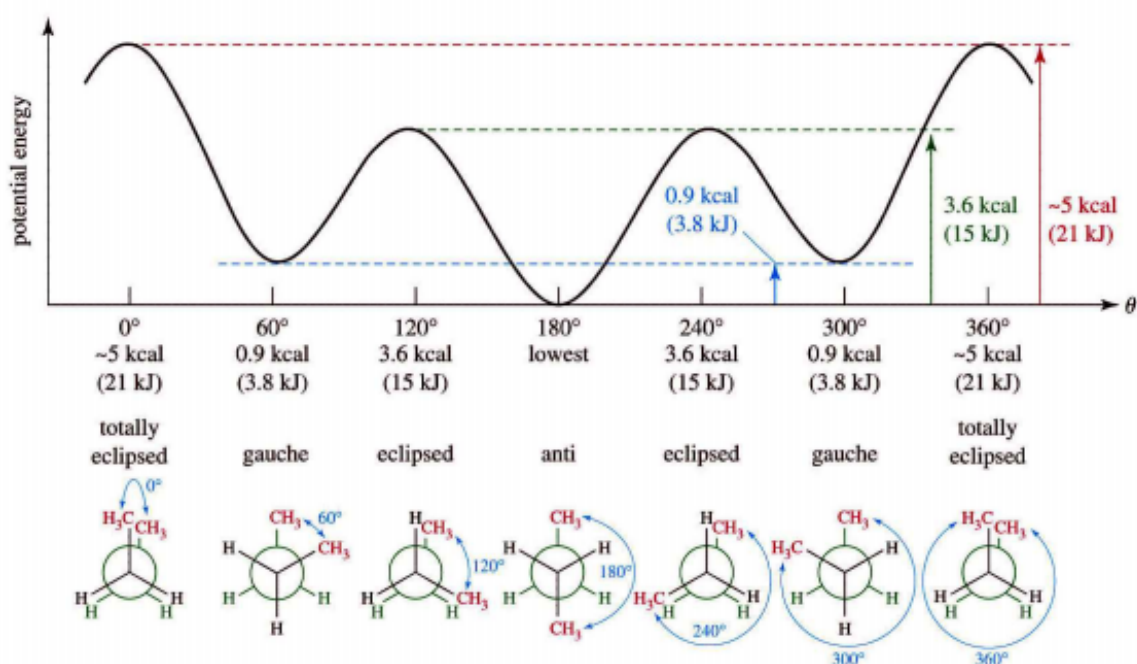 potential energy
0.9 kcal
(3.8 kJ)
3.6 kcal
(15 kJ)
~5 kcal
(21 kJ)
θ
0° 60° 120° 180° 240° 300° 360°
~5 kcal 0.9 kcal 3.6 kcal lowest 3.6 kcal 0.9 kcal ~5 kcal
(21 kJ) (3.8 kJ) (15 kJ) (15 kJ) (3.8 kJ) (21 kJ)
totally eclipsed gauche eclipsed anti eclipsed gauche totally eclipsed
0°
H₃C CH₃
H H H H
CH₃ 60°
H CH₃
H H
H
H
CH₃
120°
H H H CH₃
CH₃
H H
180°
H H
CH₃
H
CH₃
H₃C H H H
240°
CH₃
H₃C H
H H
H
300°
H₃C CH₃
H H H H
360°